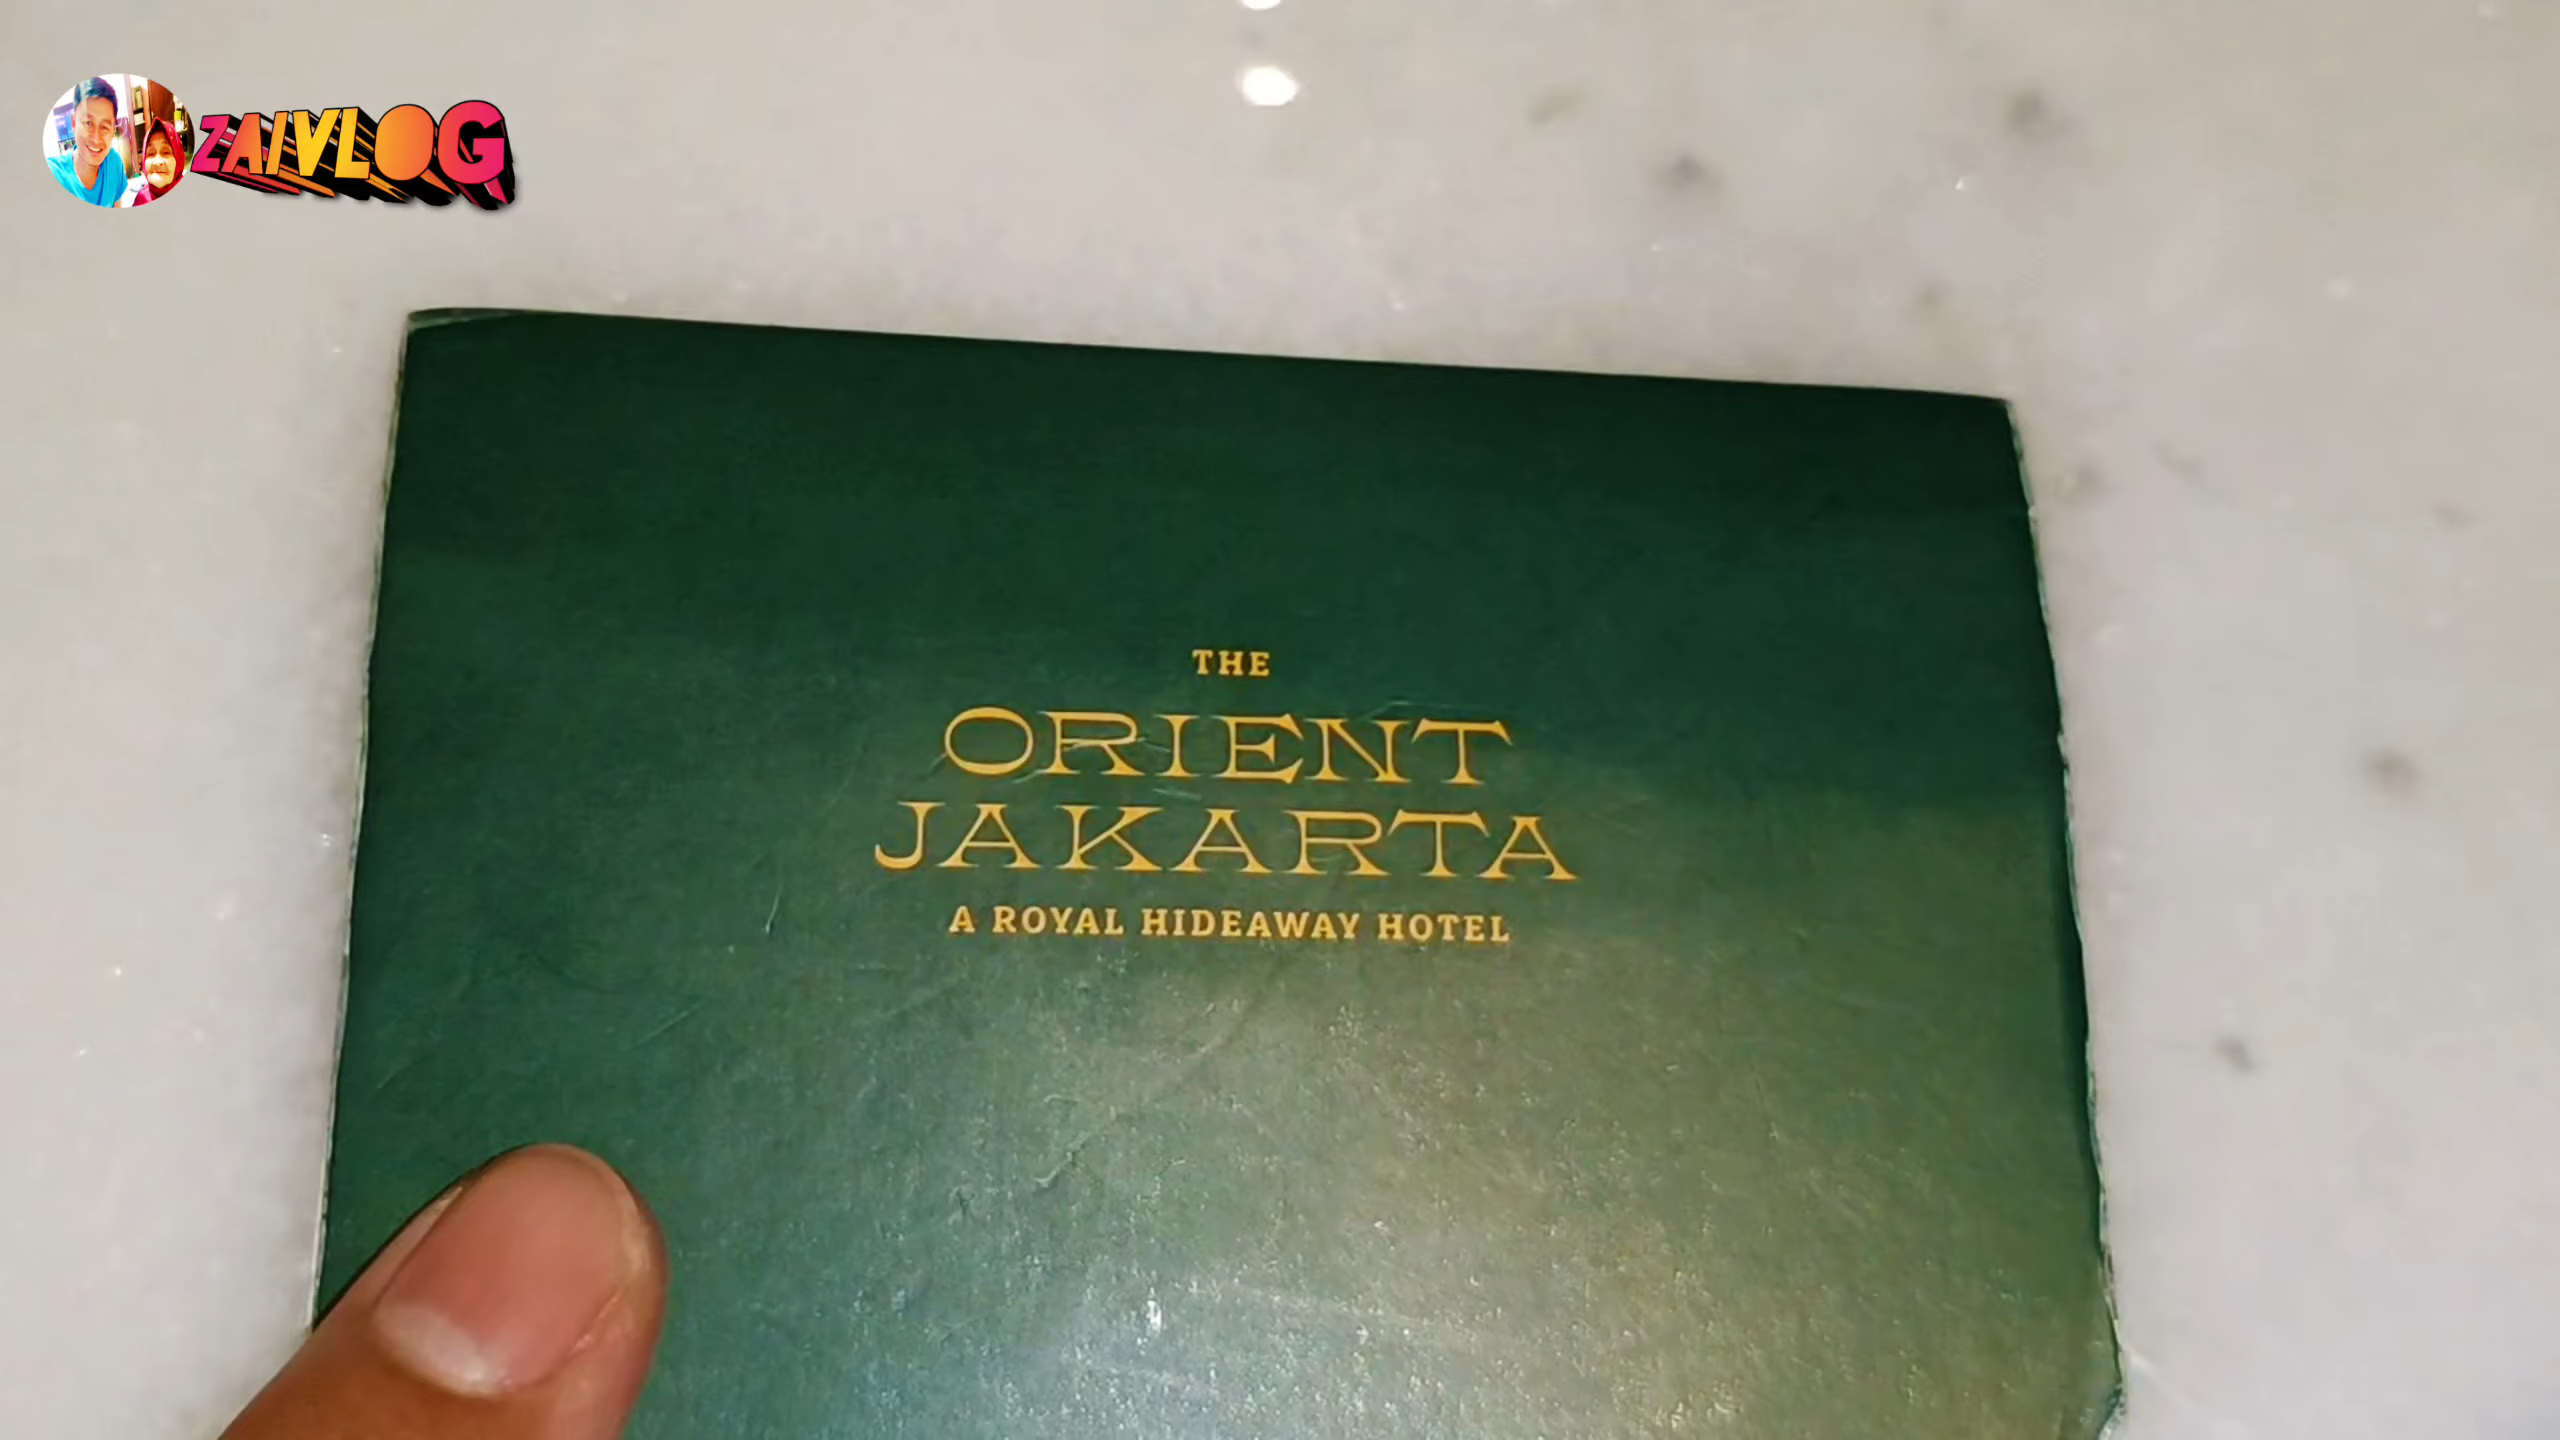 ZAIVLOG
THE
ORIENT
JAKARTA
A ROYAL HIDEAWAY HOTEL